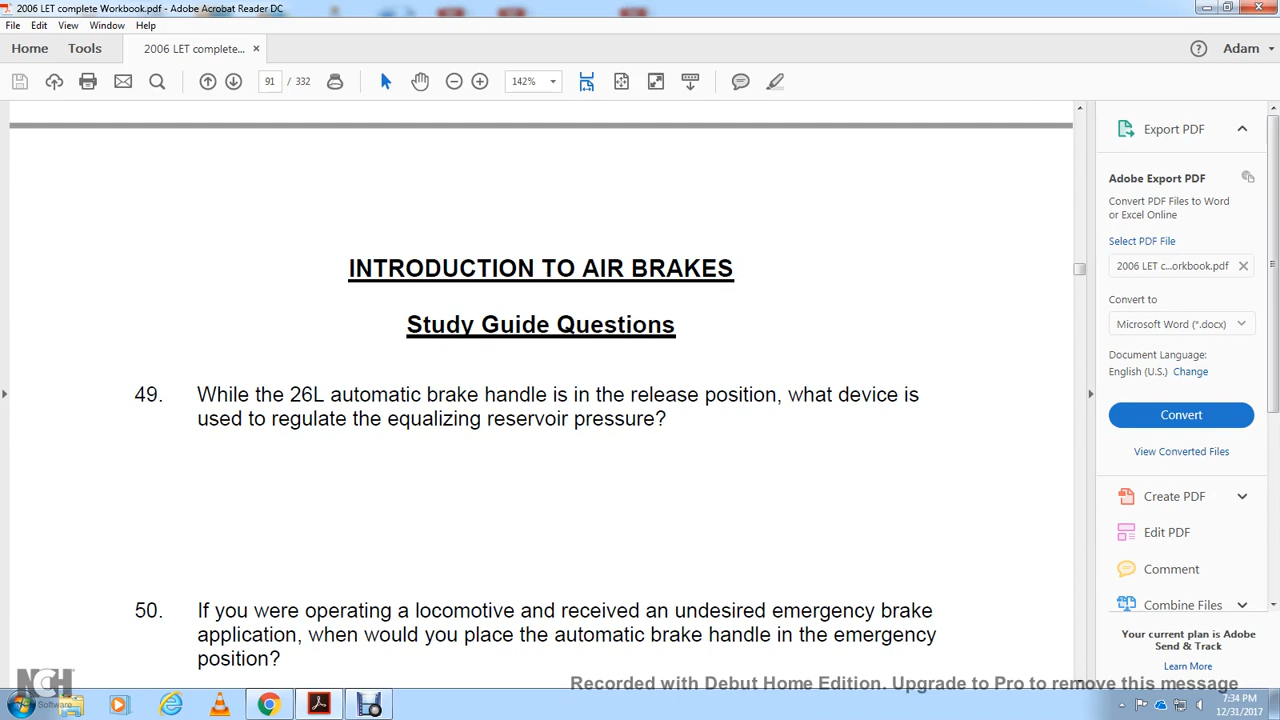 2006 LET complete Workbook.pdf - Adobe Acrobat Reader DC
File Edit View Window Help
Home Tools 2006 LET complete... × Adam
91 / 332 142%
Export PDF
Adobe Export PDF
Convert PDF Files to Word
or Excel Online
Select PDF File
2006 LET c...orkbook.pdf
Convert to
Microsoft Word (*.docx)
Document Language:
English (U.S.) Change
Convert
View Converted Files
Create PDF
Edit PDF
Comment
Combine Files
Your current plan is Adobe
Send & Track
Learn More
INTRODUCTION TO AIR BRAKES
Study Guide Questions
49. While the 26L automatic brake handle is in the release position, what device is
used to regulate the equalizing reservoir pressure?
50. If you were operating a locomotive and received an undesired emergency brake
application, when would you place the automatic brake handle in the emergency
position?
NCH
Software
Recorded with Debut Home Edition. Upgrade to Pro to remove this message
7:34 PM
12/31/2017